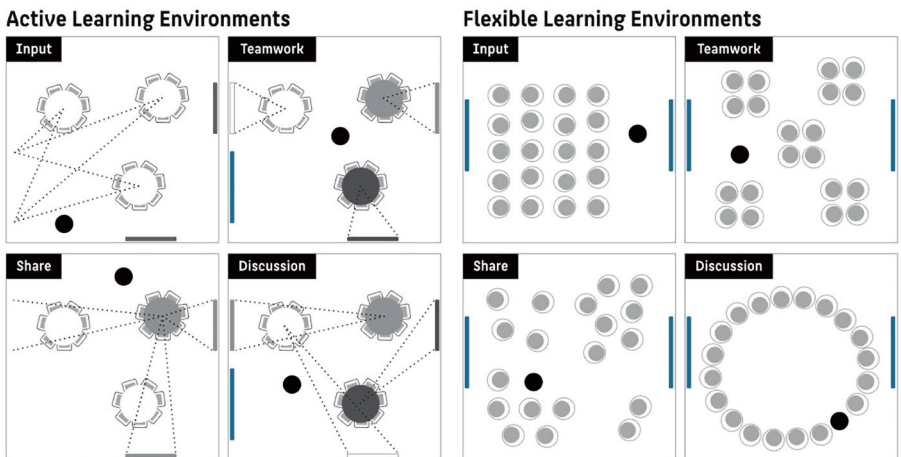 Active Learning Environments
Flexible Learning Environments
Input
Teamwork
Input
Teamwork
Share
Discussion
Share
Discussion